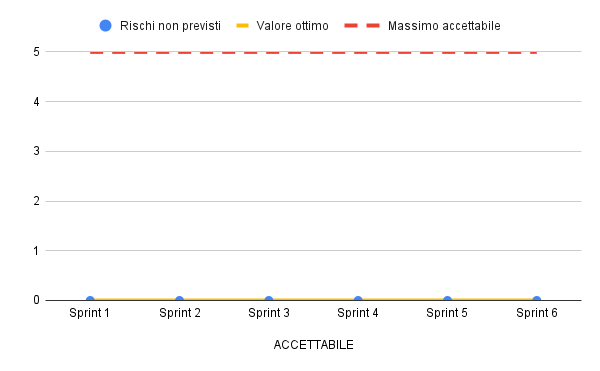 Rischi non previsti Valore ottimo Massimo accettabile
5
4
3
2
1
0
Sprint 1 Sprint 2 Sprint 3 Sprint 4 Sprint 5 Sprint 6
ACCETTABILE